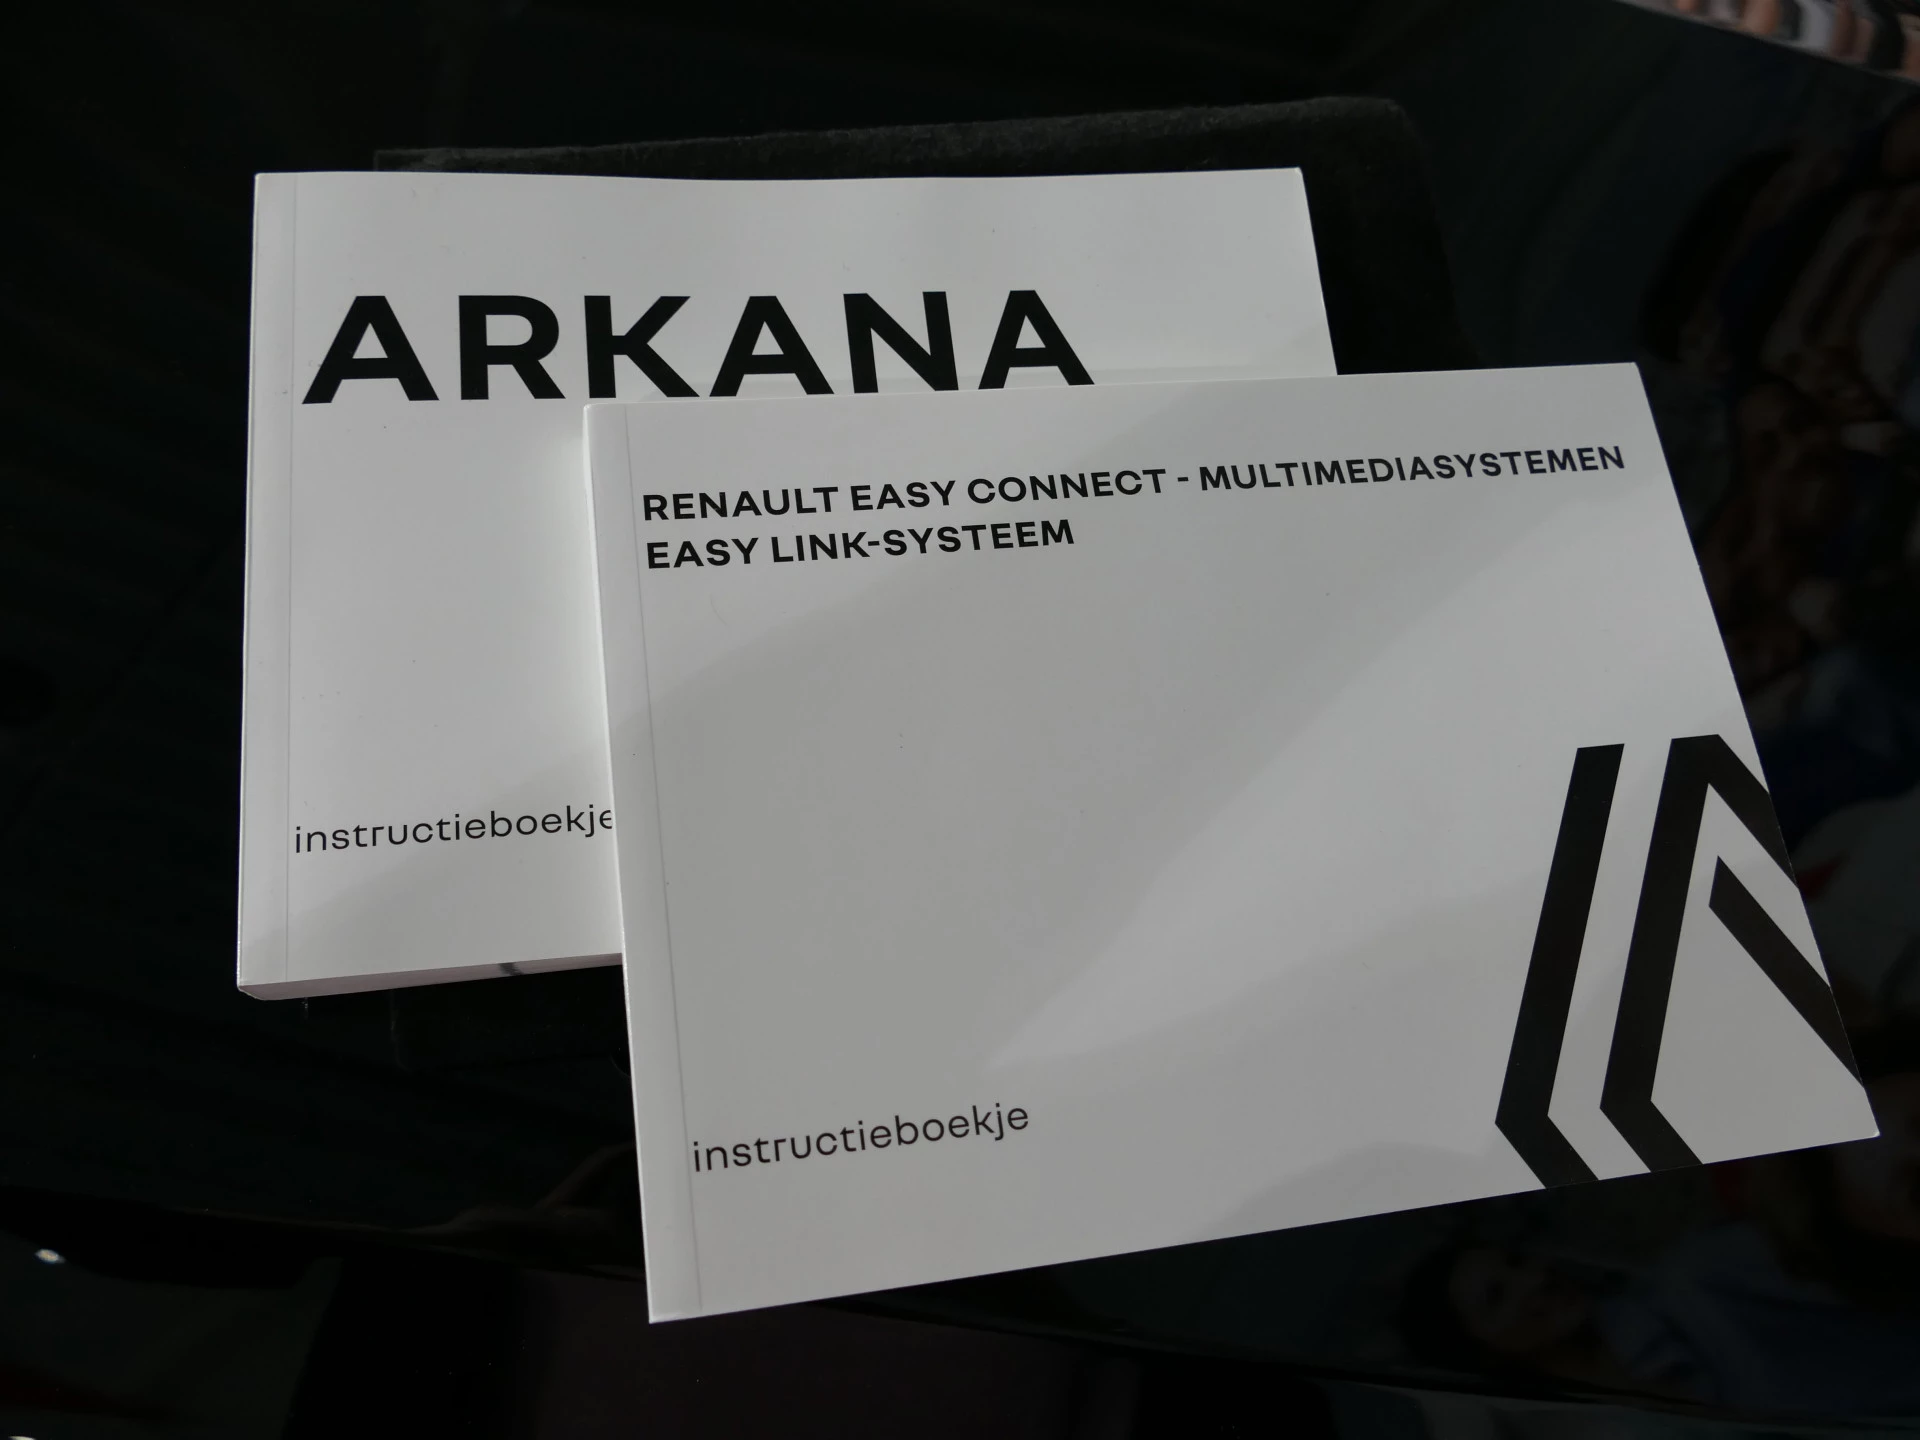 ARKANA
instructieboekje
RENAULT EASY CONNECT - MULTIMEDIASYSTEMEN
EASY LINK-SYSTEEM
instructieboekje